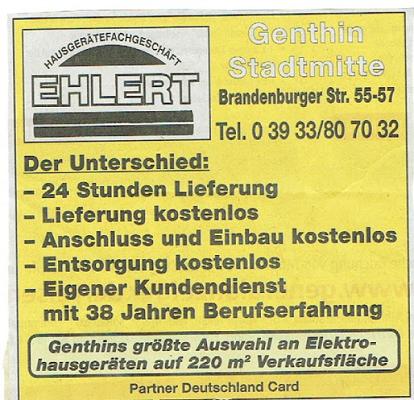 HAUSGERÄTEFACHGESCHÄFT
EHLERT
Genthin
Stadtmitte
Brandenburger Str. 55-57
Tel. 0 39 33/80 70 32
Der Unterschied:
– 24 Stunden Lieferung
– Lieferung kostenlos
– Anschluss und Einbau kostenlos
– Entsorgung kostenlos
– Eigener Kundendienst
mit 38 Jahren Berufserfahrung
Genthins größte Auswahl an Elektro-
hausgeräten auf 220 m² Verkaufsfläche
Partner Deutschland Card